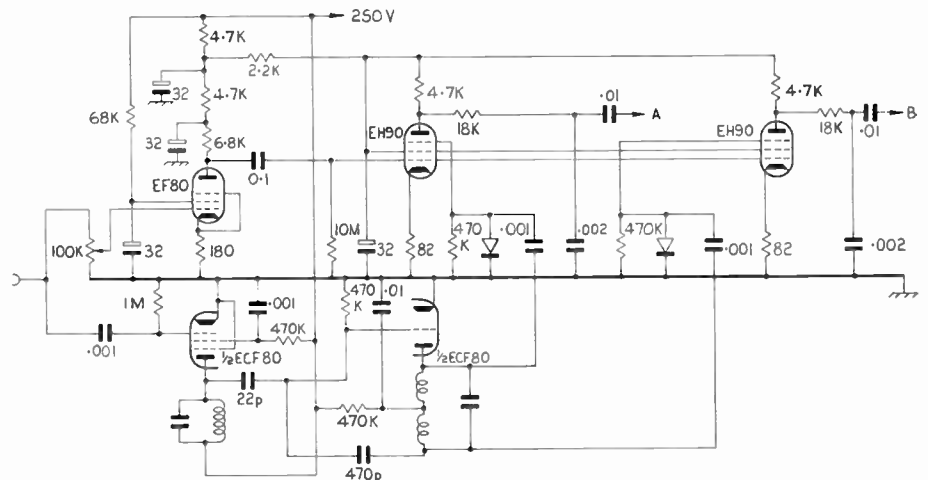 250V
4·7K
2·2K
32
4·7K
4·7K
4·7K
68K
·01
A
18K
18K
B
·01
32
6·8K
EH90
EH90
0·1
EF80
100K
32
180
10M
32
82
470
K
·001
·002
470K
·001
82
·002
1M
·001
470
K
·01
·001
470K
½ECF80
½ECF80
22p
470K
470p